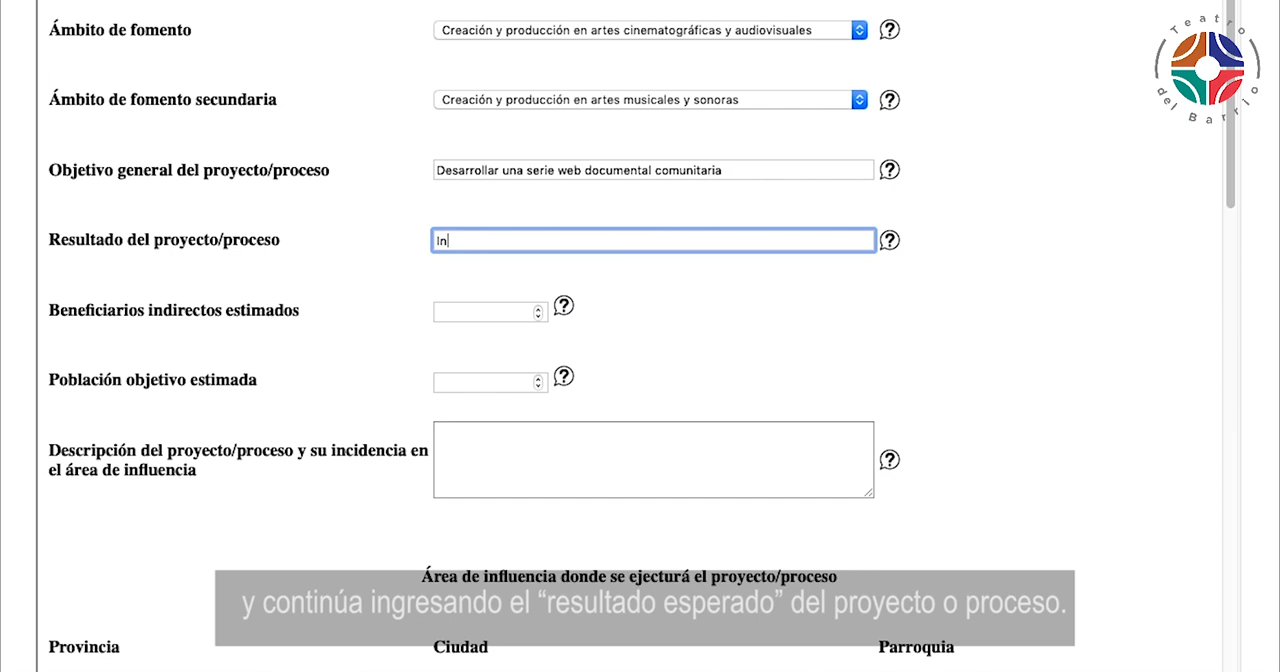 Teatro
del Barrio
Ámbito de fomento
Creación y producción en artes cinematográficas y audiovisuales
Ámbito de fomento secundaria
Creación y producción en artes musicales y sonoras
Objetivo general del proyecto/proceso
Desarrollar una serie web documental comunitaria
Resultado del proyecto/proceso
In
Beneficiarios indirectos estimados
Población objetivo estimada
Descripción del proyecto/proceso y su incidencia en
el área de influencia
Área de influencia donde se ejecturá el proyecto/proceso
y continúa ingresando el “resultado esperado” del proyecto o proceso.
Provincia
Ciudad
Parroquia